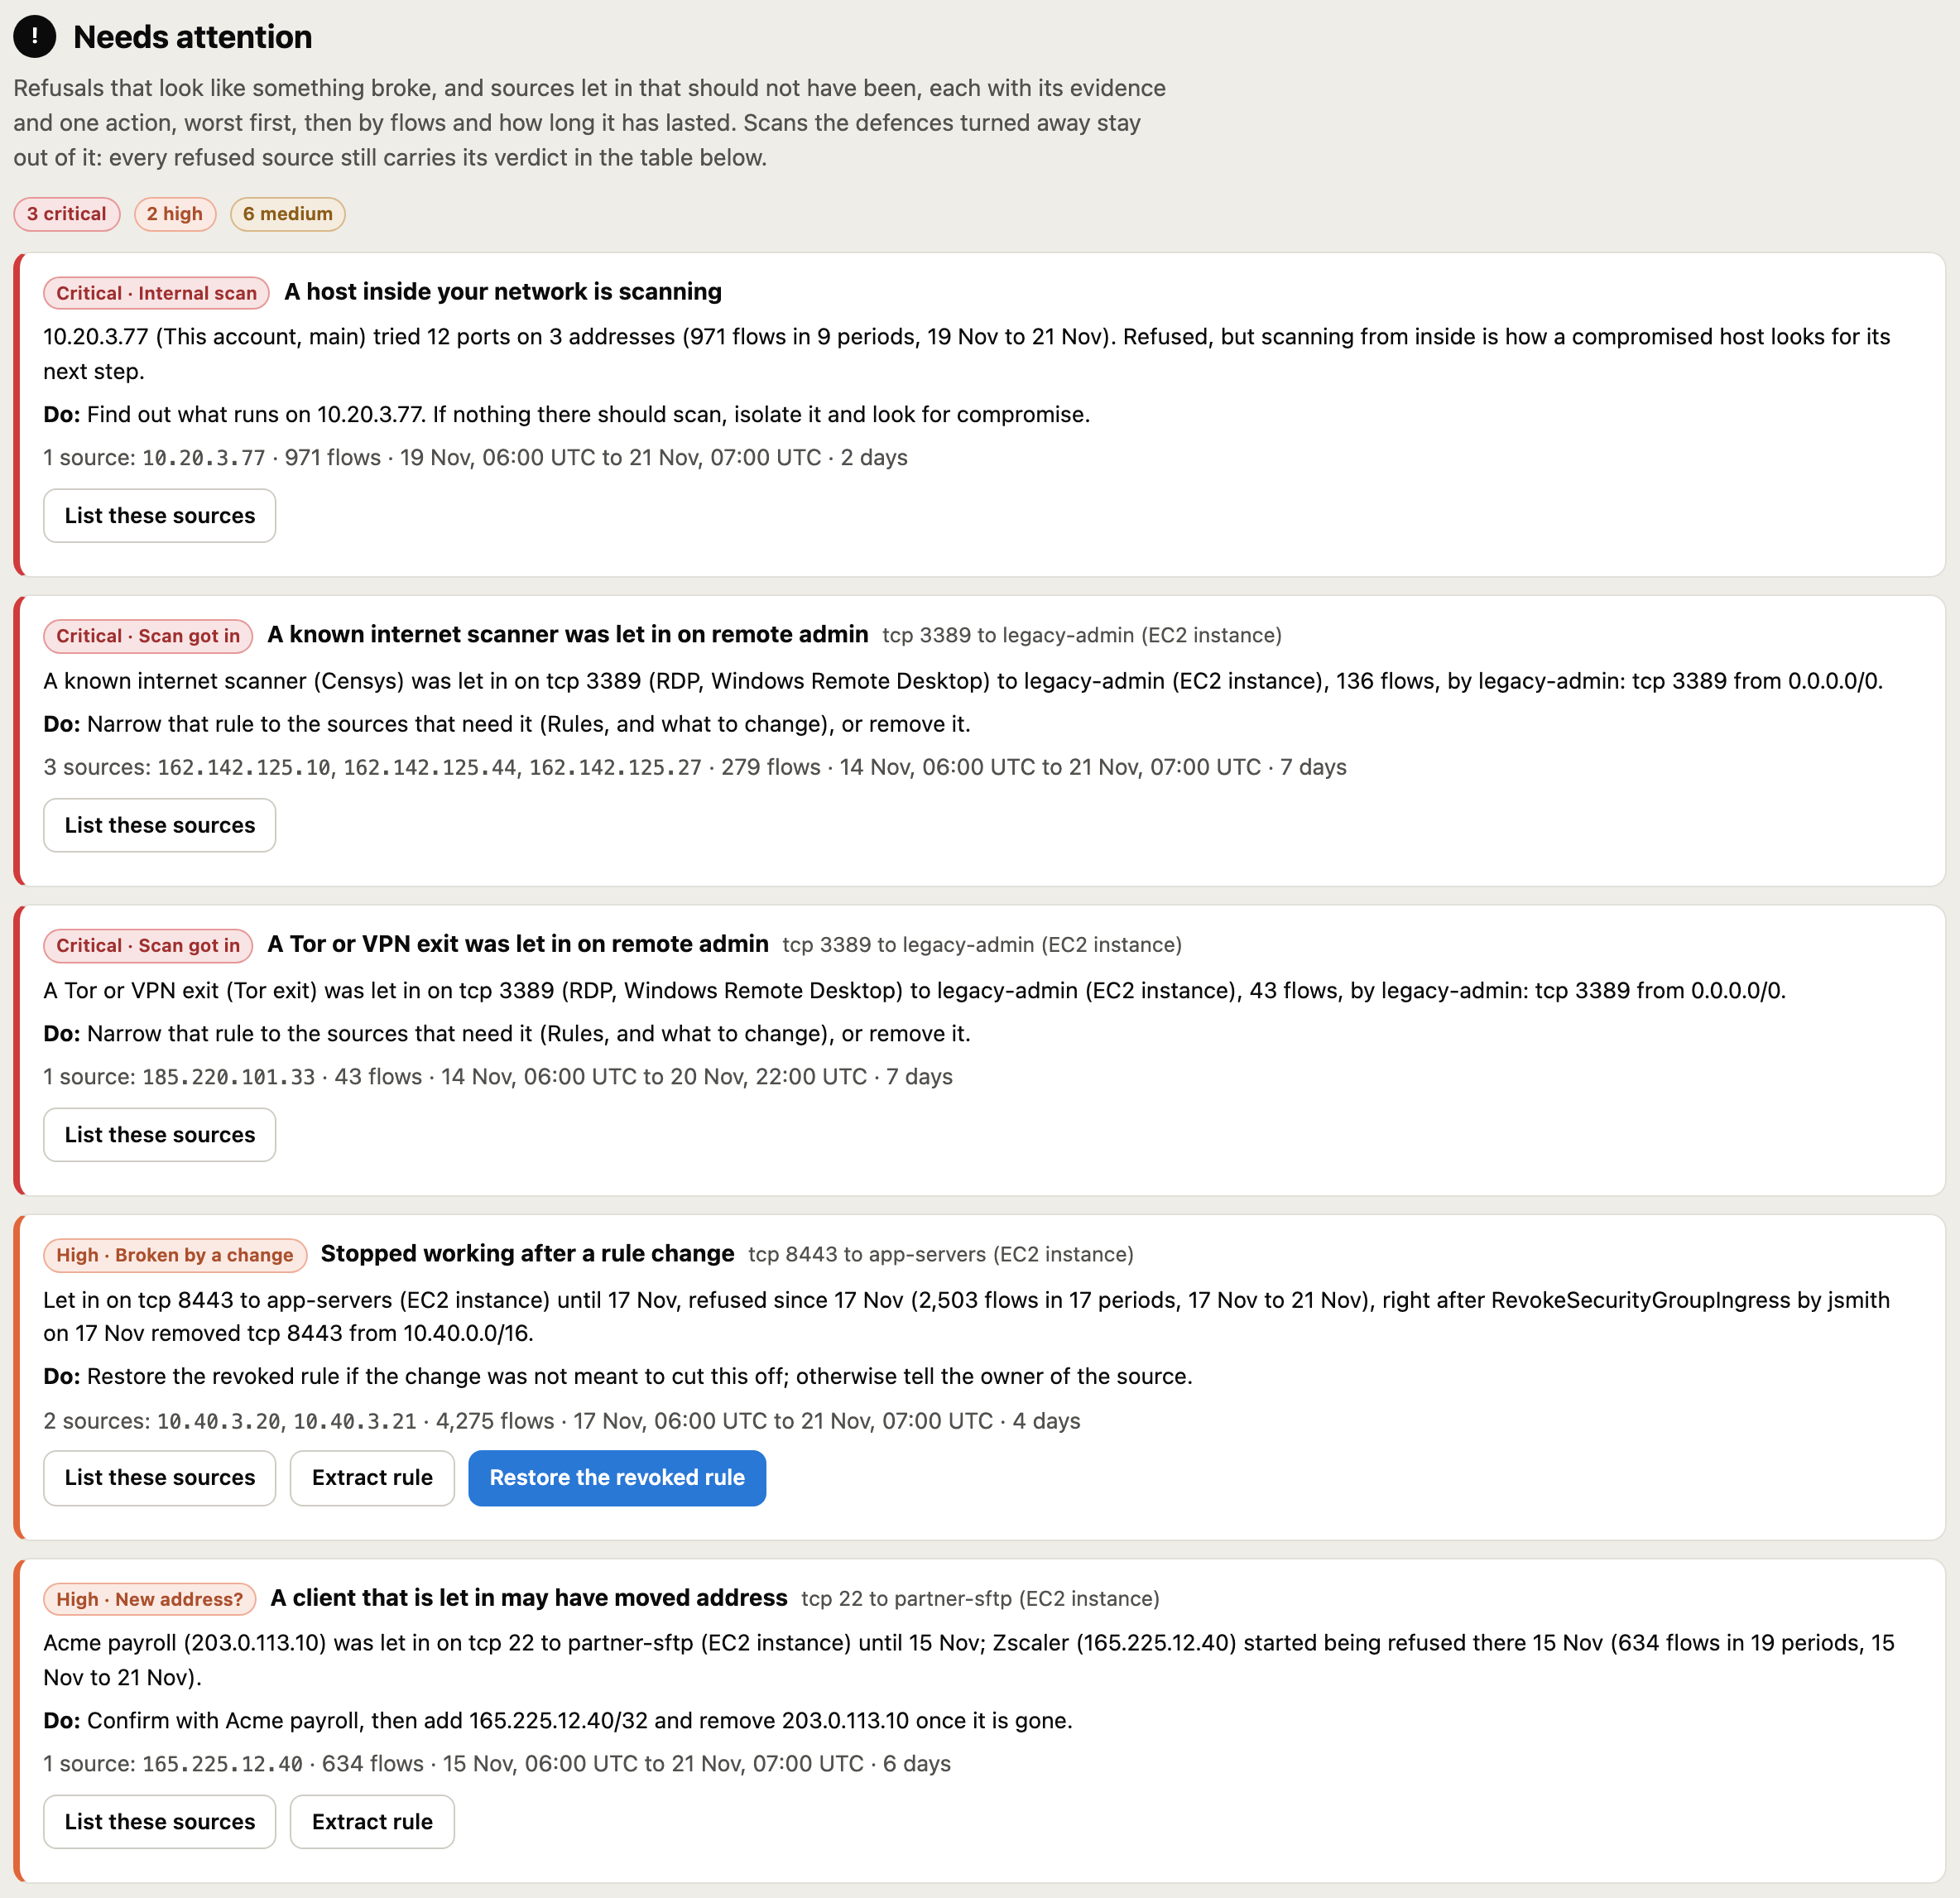 ! Needs attention
Refusals that look like something broke, and sources let in that should not have been, each with its evidence
and one action, worst first, then by flows and how long it has lasted. Scans the defences turned away stay
out of it: every refused source still carries its verdict in the table below.
3 critical 2 high 6 medium
Critical · Internal scan A host inside your network is scanning
10.20.3.77 (This account, main) tried 12 ports on 3 addresses (971 flows in 9 periods, 19 Nov to 21 Nov). Refused, but scanning from inside is how a compromised host looks for its
next step.
Do: Find out what runs on 10.20.3.77. If nothing there should scan, isolate it and look for compromise.
1 source: 10.20.3.77 · 971 flows · 19 Nov, 06:00 UTC to 21 Nov, 07:00 UTC · 2 days
List these sources
Critical · Scan got in A known internet scanner was let in on remote admin tcp 3389 to legacy-admin (EC2 instance)
A known internet scanner (Censys) was let in on tcp 3389 (RDP, Windows Remote Desktop) to legacy-admin (EC2 instance), 136 flows, by legacy-admin: tcp 3389 from 0.0.0.0/0.
Do: Narrow that rule to the sources that need it (Rules, and what to change), or remove it.
3 sources: 162.142.125.10, 162.142.125.44, 162.142.125.27 · 279 flows · 14 Nov, 06:00 UTC to 21 Nov, 07:00 UTC · 7 days
List these sources
Critical · Scan got in A Tor or VPN exit was let in on remote admin tcp 3389 to legacy-admin (EC2 instance)
A Tor or VPN exit (Tor exit) was let in on tcp 3389 (RDP, Windows Remote Desktop) to legacy-admin (EC2 instance), 43 flows, by legacy-admin: tcp 3389 from 0.0.0.0/0.
Do: Narrow that rule to the sources that need it (Rules, and what to change), or remove it.
1 source: 185.220.101.33 · 43 flows · 14 Nov, 06:00 UTC to 20 Nov, 22:00 UTC · 7 days
List these sources
High · Broken by a change Stopped working after a rule change tcp 8443 to app-servers (EC2 instance)
Let in on tcp 8443 to app-servers (EC2 instance) until 17 Nov, refused since 17 Nov (2,503 flows in 17 periods, 17 Nov to 21 Nov), right after RevokeSecurityGroupIngress by jsmith
on 17 Nov removed tcp 8443 from 10.40.0.0/16.
Do: Restore the revoked rule if the change was not meant to cut this off; otherwise tell the owner of the source.
2 sources: 10.40.3.20, 10.40.3.21 · 4,275 flows · 17 Nov, 06:00 UTC to 21 Nov, 07:00 UTC · 4 days
List these sources Extract rule Restore the revoked rule
High · New address? A client that is let in may have moved address tcp 22 to partner-sftp (EC2 instance)
Acme payroll (203.0.113.10) was let in on tcp 22 to partner-sftp (EC2 instance) until 15 Nov; Zscaler (165.225.12.40) started being refused there 15 Nov (634 flows in 19 periods, 15
Nov to 21 Nov).
Do: Confirm with Acme payroll, then add 165.225.12.40/32 and remove 203.0.113.10 once it is gone.
1 source: 165.225.12.40 · 634 flows · 15 Nov, 06:00 UTC to 21 Nov, 07:00 UTC · 6 days
List these sources Extract rule